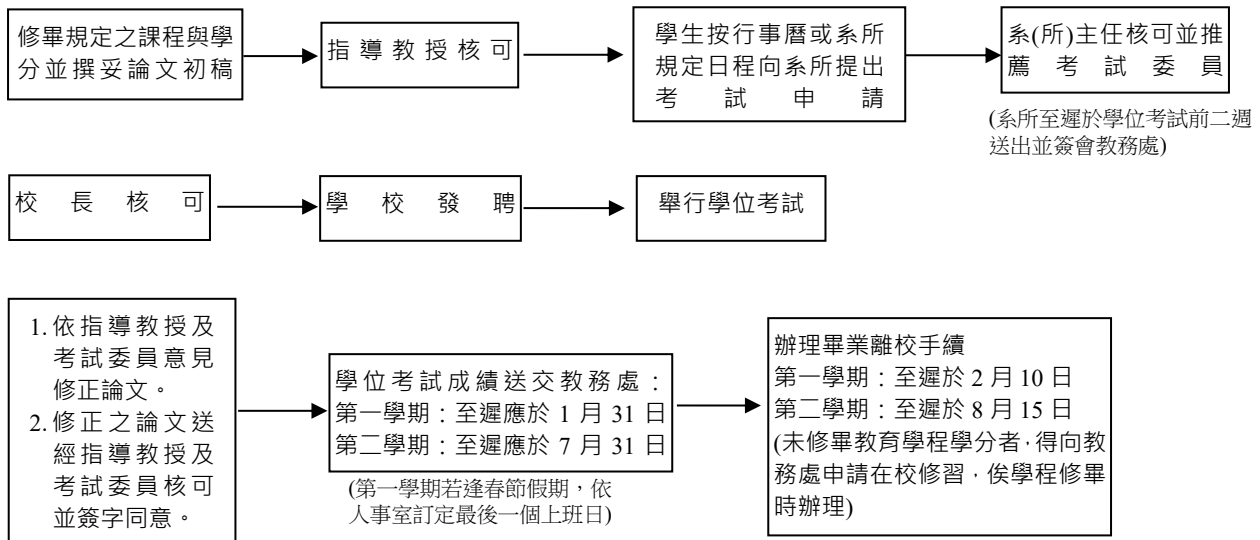 修畢規定之課程與學
分並撰妥論文初稿
指導教授核可
學生按行事曆或系所
規定日程向系所提出
考試申請
系(所)主任核可並推
薦考試委員
(系所至遲於學位考試前二週
送出並簽會教務處)
校長核可
學校發聘
舉行學位考試
1. 依指導教授及
考試委員意見
修正論文。
2. 修正之論文送
經指導教授及
考試委員核可
並簽字同意。
學位考試成績送交教務處：
第一學期：至遲應於 1 月 31 日
第二學期：至遲應於 7 月 31 日
(第一學期若逢春節假期，依
人事室訂定最後一個上班日)
辦理畢業離校手續
第一學期：至遲於 2 月 10 日
第二學期：至遲於 8 月 15 日
(未修畢教育學程學分者，得向教
務處申請在校修習，俟學程修畢
時辦理)